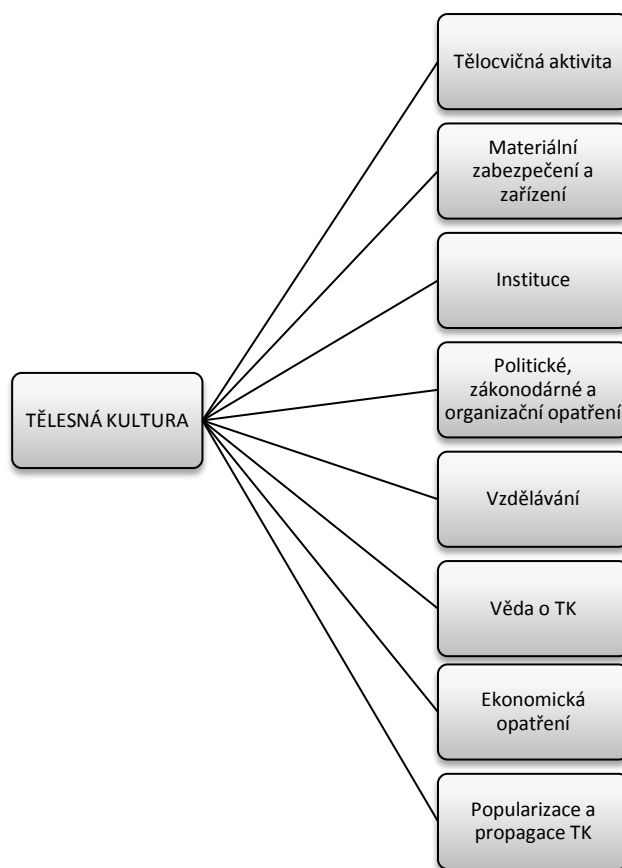 Tělocvičná aktivita
Materiální
zabezpečení a
zařízení
Instituce
Politické,
zákonodárné a
organizační opatření
TĚLESNÁ KULTURA
Vzdělávání
Věda o TK
Ekonomická
opatření
Popularizace a
propagace TK